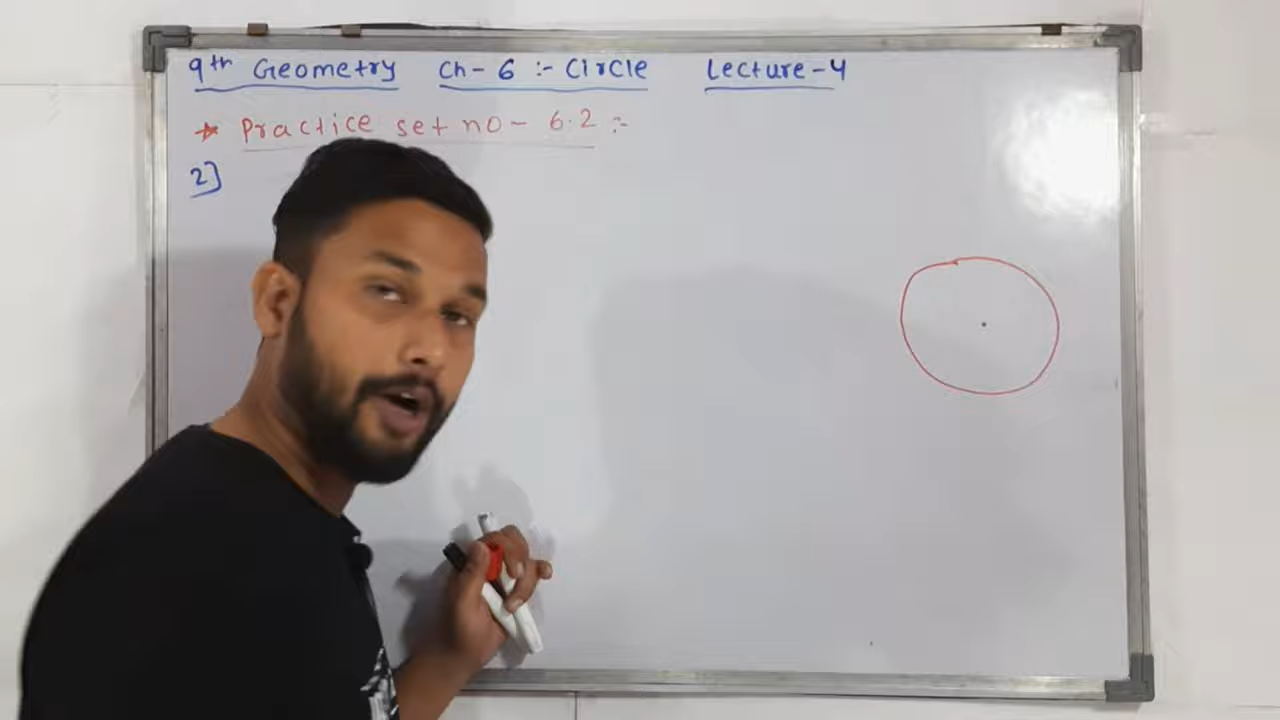 9th Geometry Ch-6 :- Circle Lecture-4
* Practice set no- 6.2 :-
2]